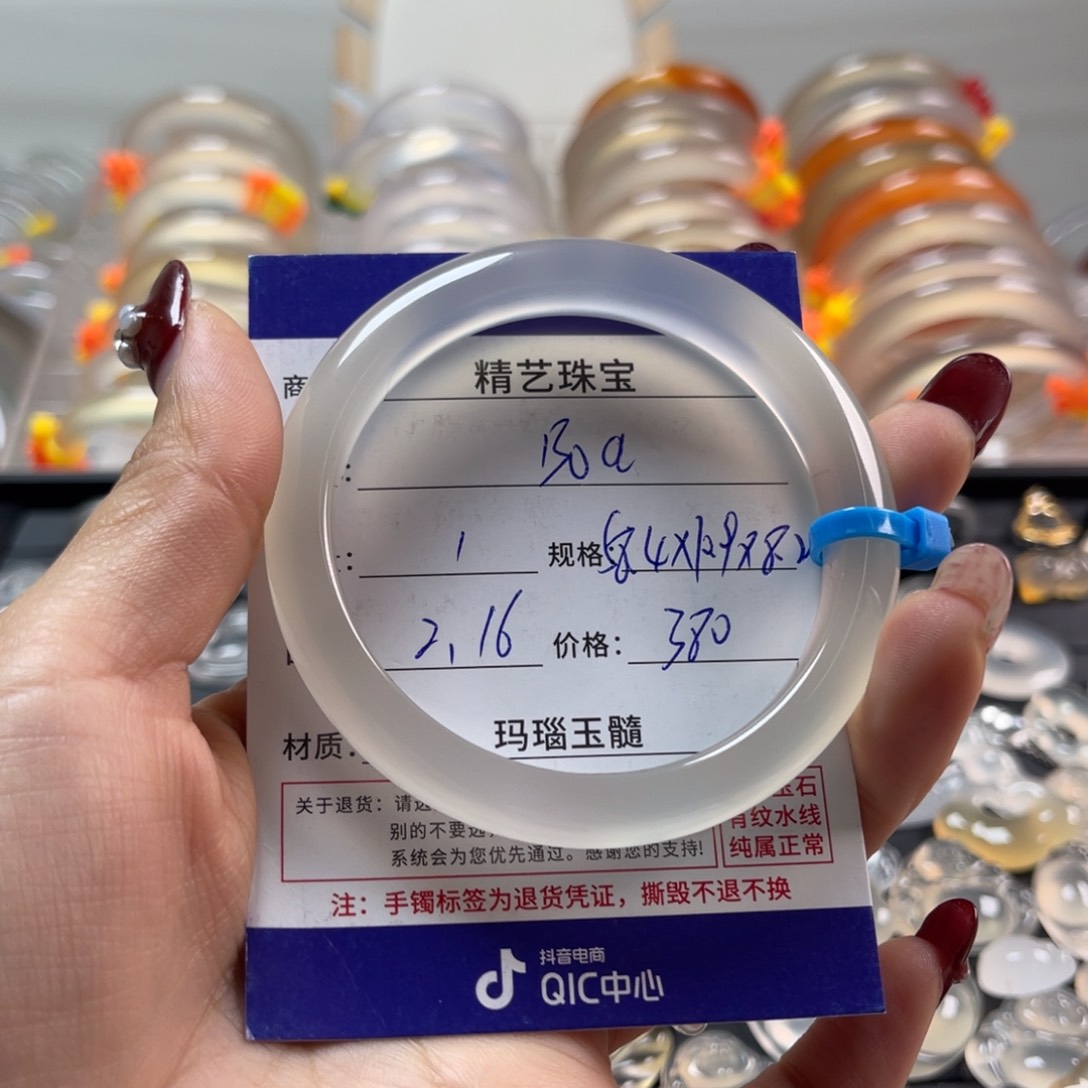 商
精艺珠宝
: 130a
: 1 规格
2.16 价格: 380
材质: 玛瑙玉髓
关于退货: 请
别的不要
系统会为您优先通过。感谢您的支持!
玉石
有纹水线
纯属正常
注: 手镯标签为退货凭证，撕毁不退不换
抖音电商
QIC中心